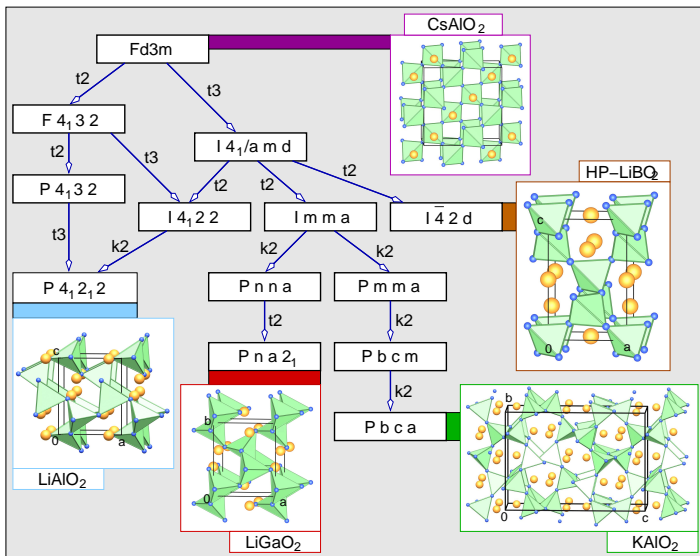 CsAlO₂
Fd3m
t2
t3
F 4₁ 3 2
t2
t3
I 4₁/a m d
t2
t2
t2
HP−LiBO₂
P 4₁ 3 2
I 4₁ 2 2
I m m a
I 4̅ 2 d
c
t3
k2
k2
k2
P 4₁ 2₁ 2
P n n a
P m m a
t2
k2
0
a
P n a 2₁
P b c m
c
k2
b
b
P b c a
0
a
0
a
0
c
LiAlO₂
LiGaO₂
KAlO₂